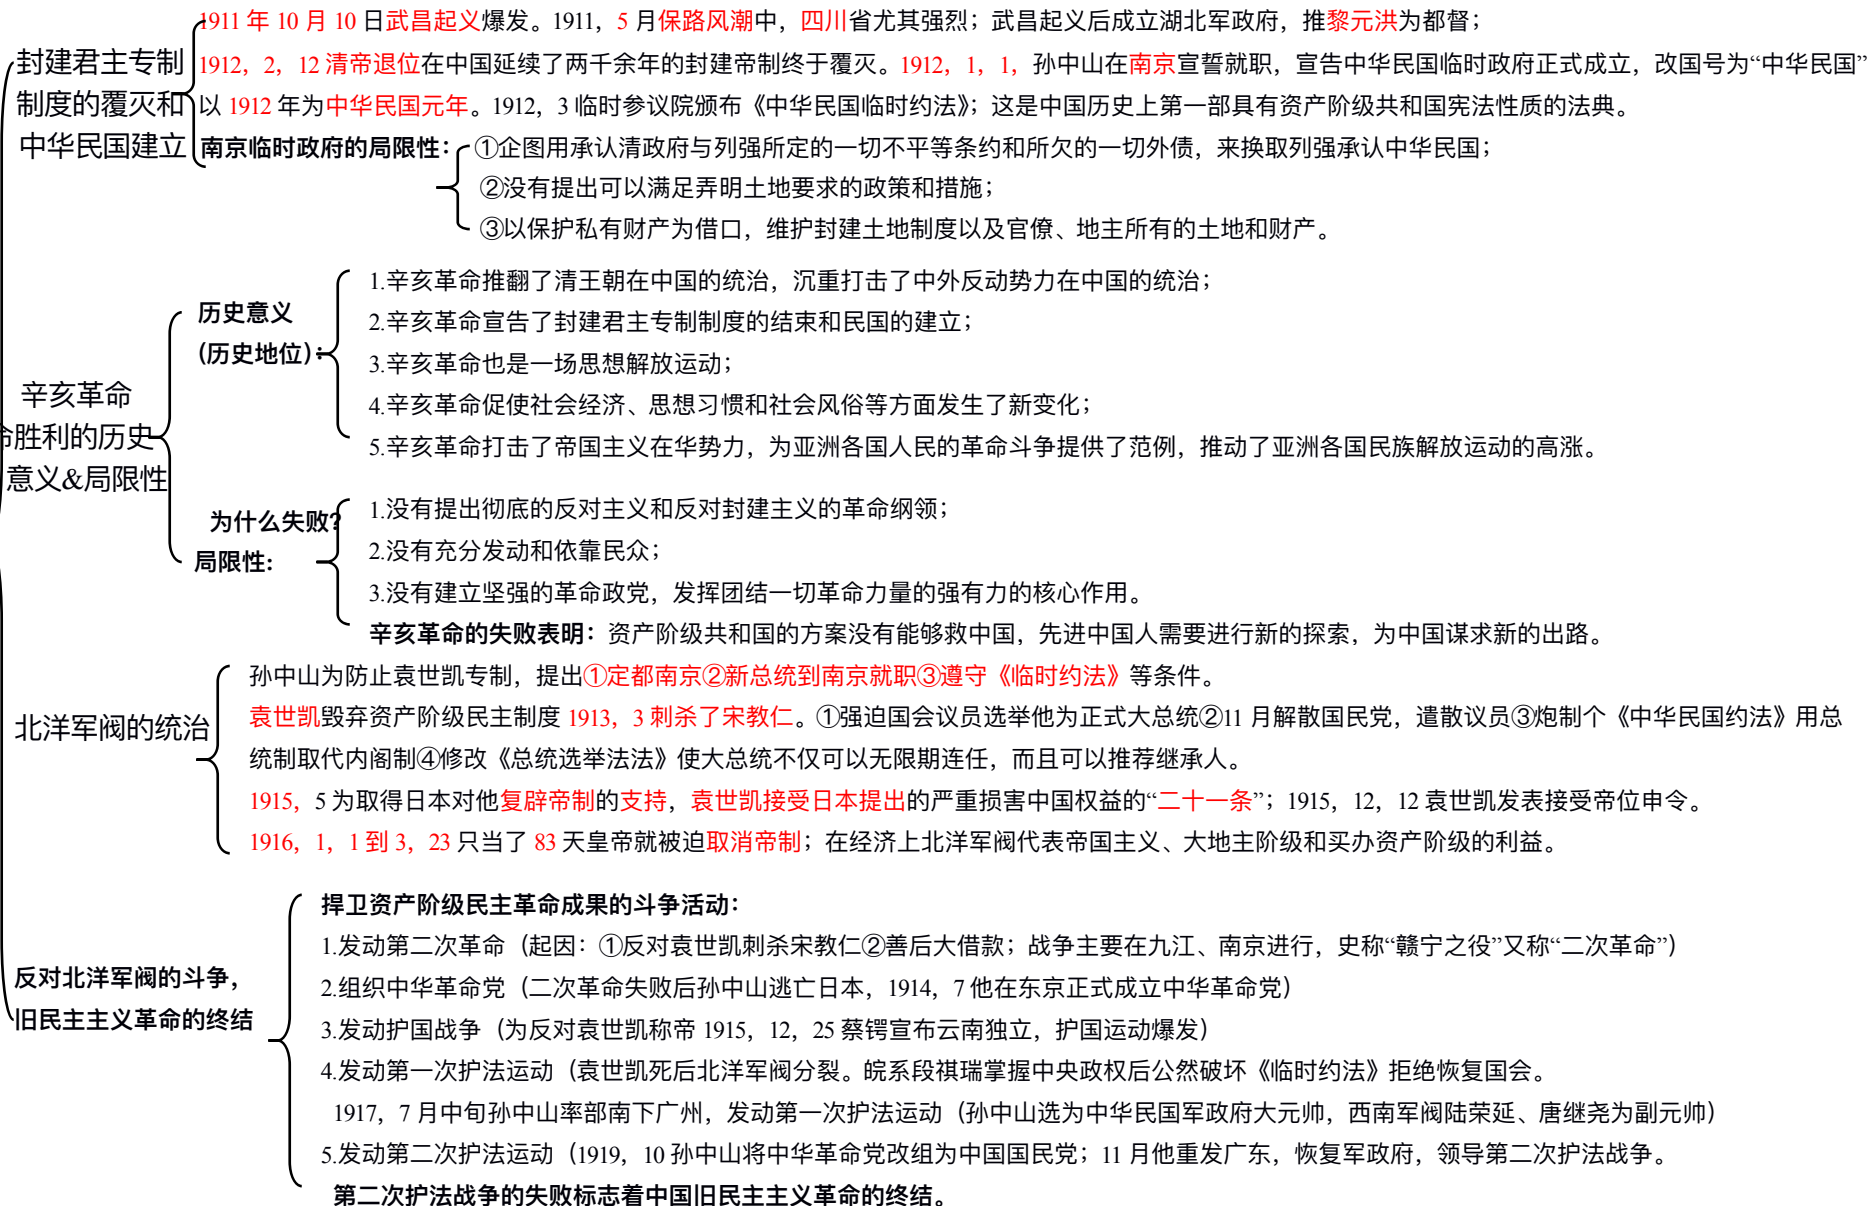 1911 年 10 月 10 日武昌起义爆发。1911，5 月保路风潮中，四川省尤其强烈；武昌起义后成立湖北军政府，推黎元洪为都督；
封建君主专制
制度的覆灭和
中华民国建立
1912，2，12 清帝退位在中国延续了两千余年的封建帝制终于覆灭。1912，1，1，孙中山在南京宣誓就职，宣告中华民国临时政府正式成立，改国号为“中华民国”
以 1912 年为中华民国元年。1912，3 临时参议院颁布《中华民国临时约法》；这是中国历史上第一部具有资产阶级共和国宪法性质的法典。
南京临时政府的局限性：
①企图用承认清政府与列强所定的一切不平等条约和所欠的一切外债，来换取列强承认中华民国；
②没有提出可以满足弄明土地要求的政策和措施；
③以保护私有财产为借口，维护封建土地制度以及官僚、地主所有的土地和财产。
辛亥革命
命胜利的历史
意义&局限性
历史意义
（历史地位）：
1.辛亥革命推翻了清王朝在中国的统治，沉重打击了中外反动势力在中国的统治；
2.辛亥革命宣告了封建君主专制制度的结束和民国的建立；
3.辛亥革命也是一场思想解放运动；
4.辛亥革命促使社会经济、思想习惯和社会风俗等方面发生了新变化；
5.辛亥革命打击了帝国主义在华势力，为亚洲各国人民的革命斗争提供了范例，推动了亚洲各国民族解放运动的高涨。
为什么失败？
局限性：
1.没有提出彻底的反对主义和反对封建主义的革命纲领；
2.没有充分发动和依靠民众；
3.没有建立坚强的革命政党，发挥团结一切革命力量的强有力的核心作用。
辛亥革命的失败表明：资产阶级共和国的方案没有能够救中国，先进中国人需要进行新的探索，为中国谋求新的出路。
北洋军阀的统治
孙中山为防止袁世凯专制，提出①定都南京②新总统到南京就职③遵守《临时约法》等条件。
袁世凯毁弃资产阶级民主制度 1913，3 刺杀了宋教仁。①强迫国会议员选举他为正式大总统②11 月解散国民党，遣散议员③炮制个《中华民国约法》用总
统制取代内阁制④修改《总统选举法法》使大总统不仅可以无限期连任，而且可以推荐继承人。
1915，5 为取得日本对他复辟帝制的支持，袁世凯接受日本提出的严重损害中国权益的“二十一条”；1915，12，12 袁世凯发表接受帝位申令。
1916，1，1 到 3，23 只当了 83 天皇帝就被迫取消帝制；在经济上北洋军阀代表帝国主义、大地主阶级和买办资产阶级的利益。
反对北洋军阀的斗争，
旧民主主义革命的终结
捍卫资产阶级民主革命成果的斗争活动：
1.发动第二次革命（起因：①反对袁世凯刺杀宋教仁②善后大借款；战争主要在九江、南京进行，史称“赣宁之役”又称“二次革命”）
2.组织中华革命党（二次革命失败后孙中山逃亡日本，1914，7 他在东京正式成立中华革命党）
3.发动护国战争（为反对袁世凯称帝 1915，12，25 蔡锷宣布云南独立，护国运动爆发）
4.发动第一次护法运动（袁世凯死后北洋军阀分裂。皖系段祺瑞掌握中央政权后公然破坏《临时约法》拒绝恢复国会。
1917，7 月中旬孙中山率部南下广州，发动第一次护法运动（孙中山选为中华民国军政府大元帅，西南军阀陆荣延、唐继尧为副元帅）
5.发动第二次护法运动（1919，10 孙中山将中华革命党改组为中国国民党；11 月他重发广东，恢复军政府，领导第二次护法战争。
第二次护法战争的失败标志着中国旧民主主义革命的终结。